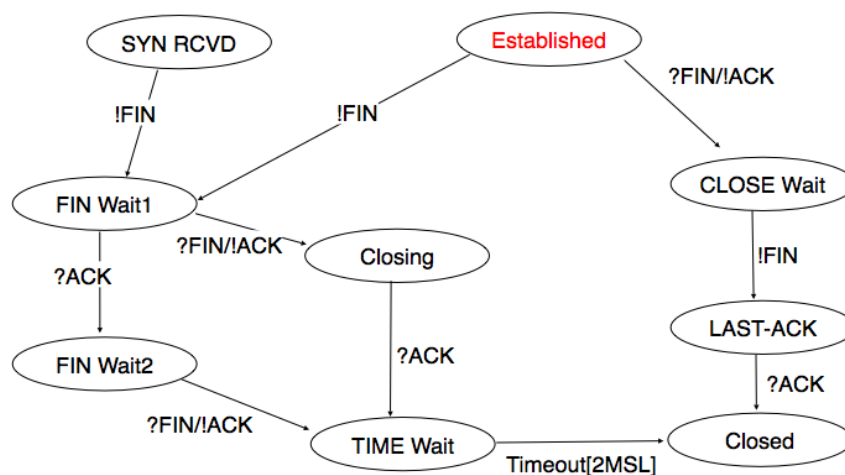 SYN RCVD
Established
?FIN/!ACK
!FIN
!FIN
CLOSE Wait
FIN Wait1
?FIN/!ACK
Closing
!FIN
?ACK
LAST-ACK
?ACK
FIN Wait2
?ACK
?FIN/!ACK
TIME Wait
Closed
Timeout[2MSL]